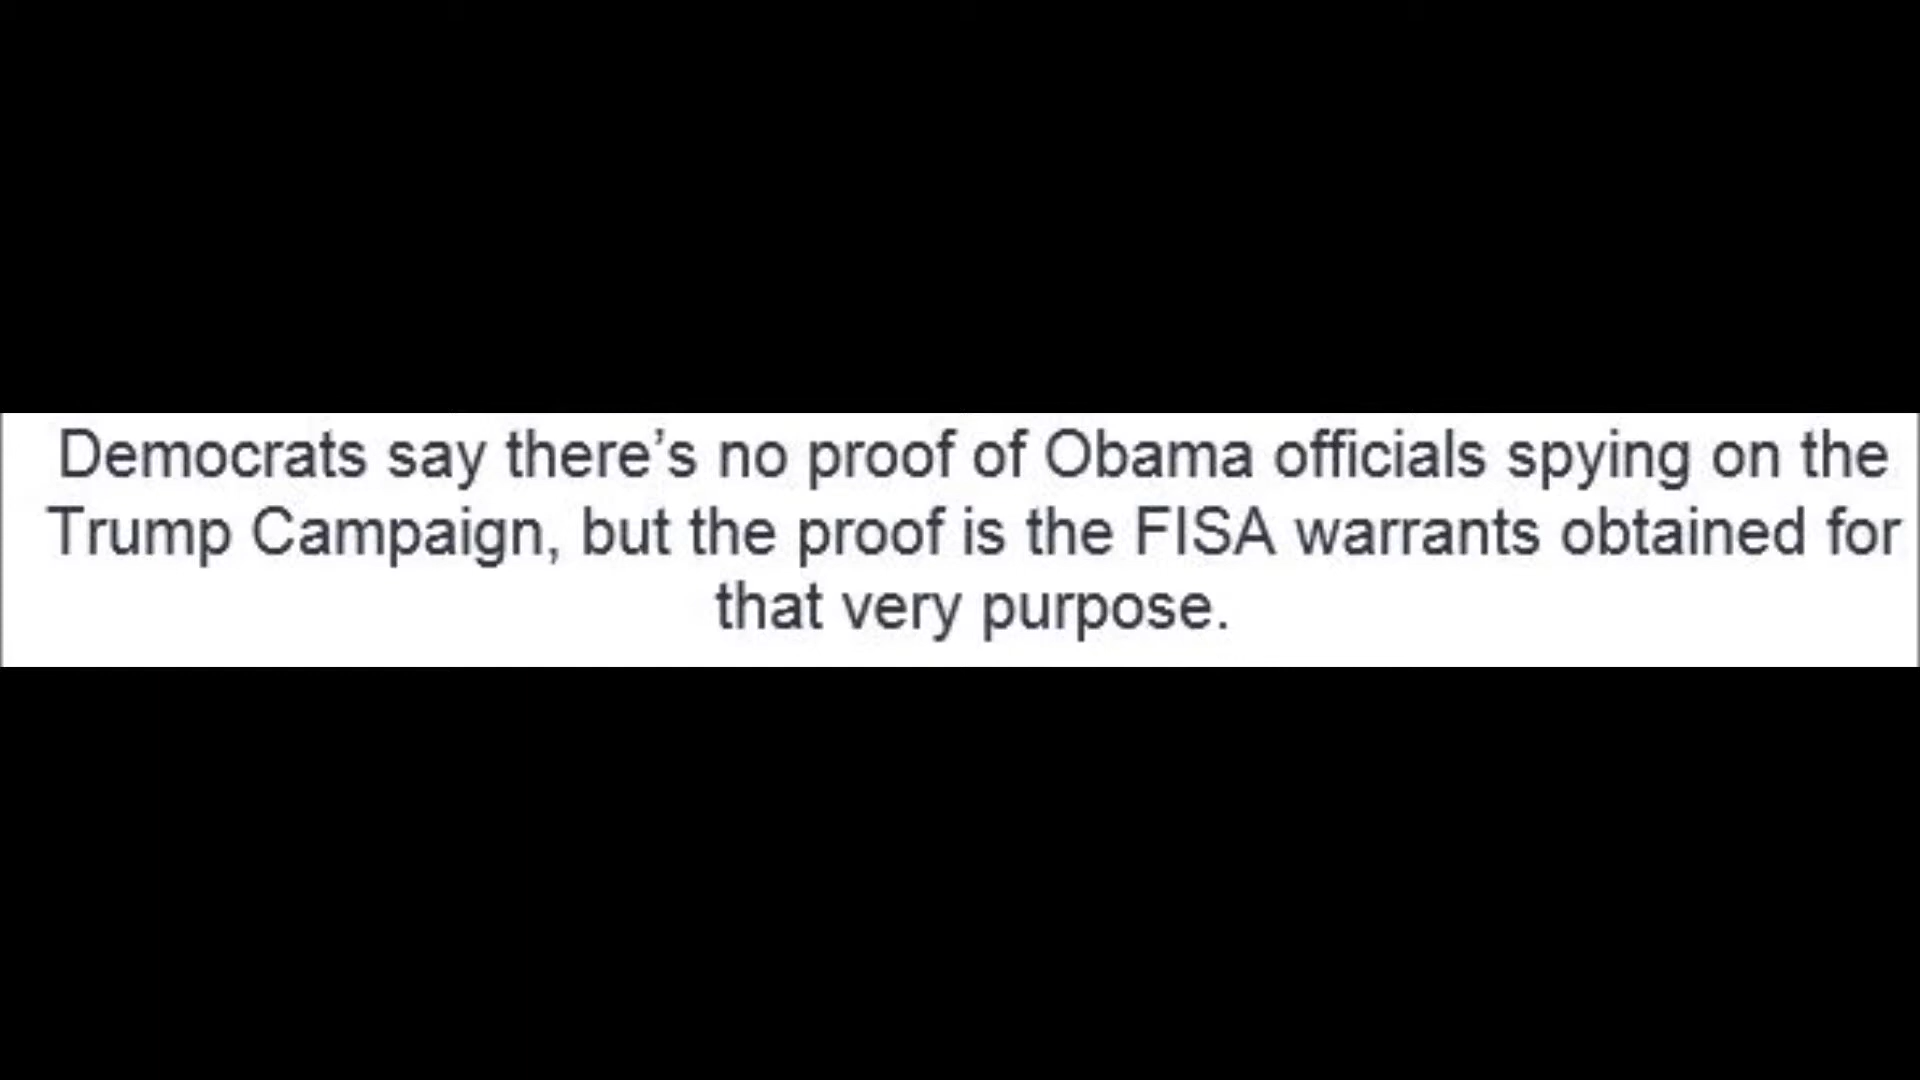 Democrats say there’s no proof of Obama officials spying on the
Trump Campaign, but the proof is the FISA warrants obtained for
that very purpose.